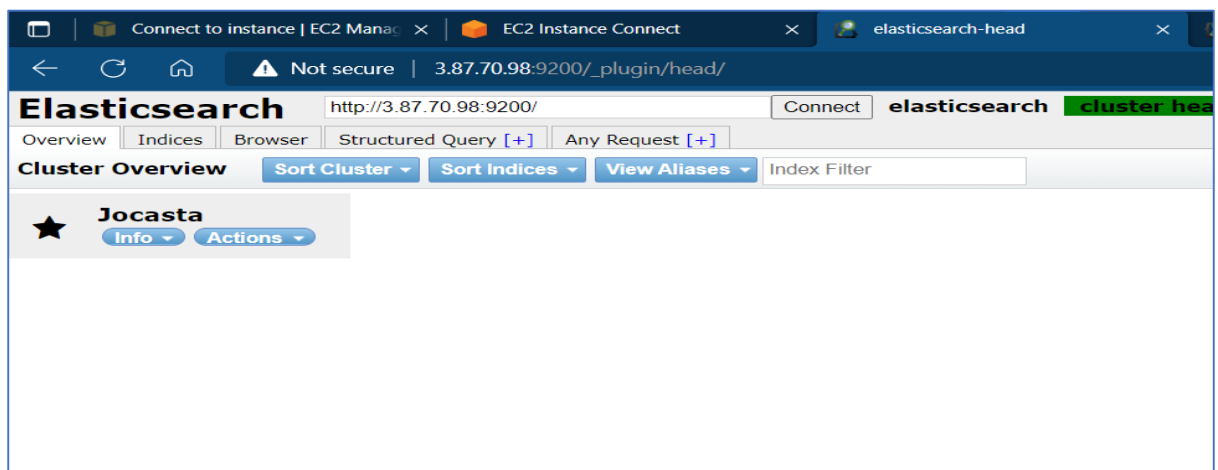 Connect to instance | EC2 Manag EC2 Instance Connect elasticsearch-head
Not secure | 3.87.70.98:9200/_plugin/head/
Elasticsearch http://3.87.70.98:9200/ Connect elasticsearch cluster hea
Overview Indices Browser Structured Query [+] Any Request [+]
Cluster Overview Sort Cluster Sort Indices View Aliases Index Filter
Jocasta
Info Actions